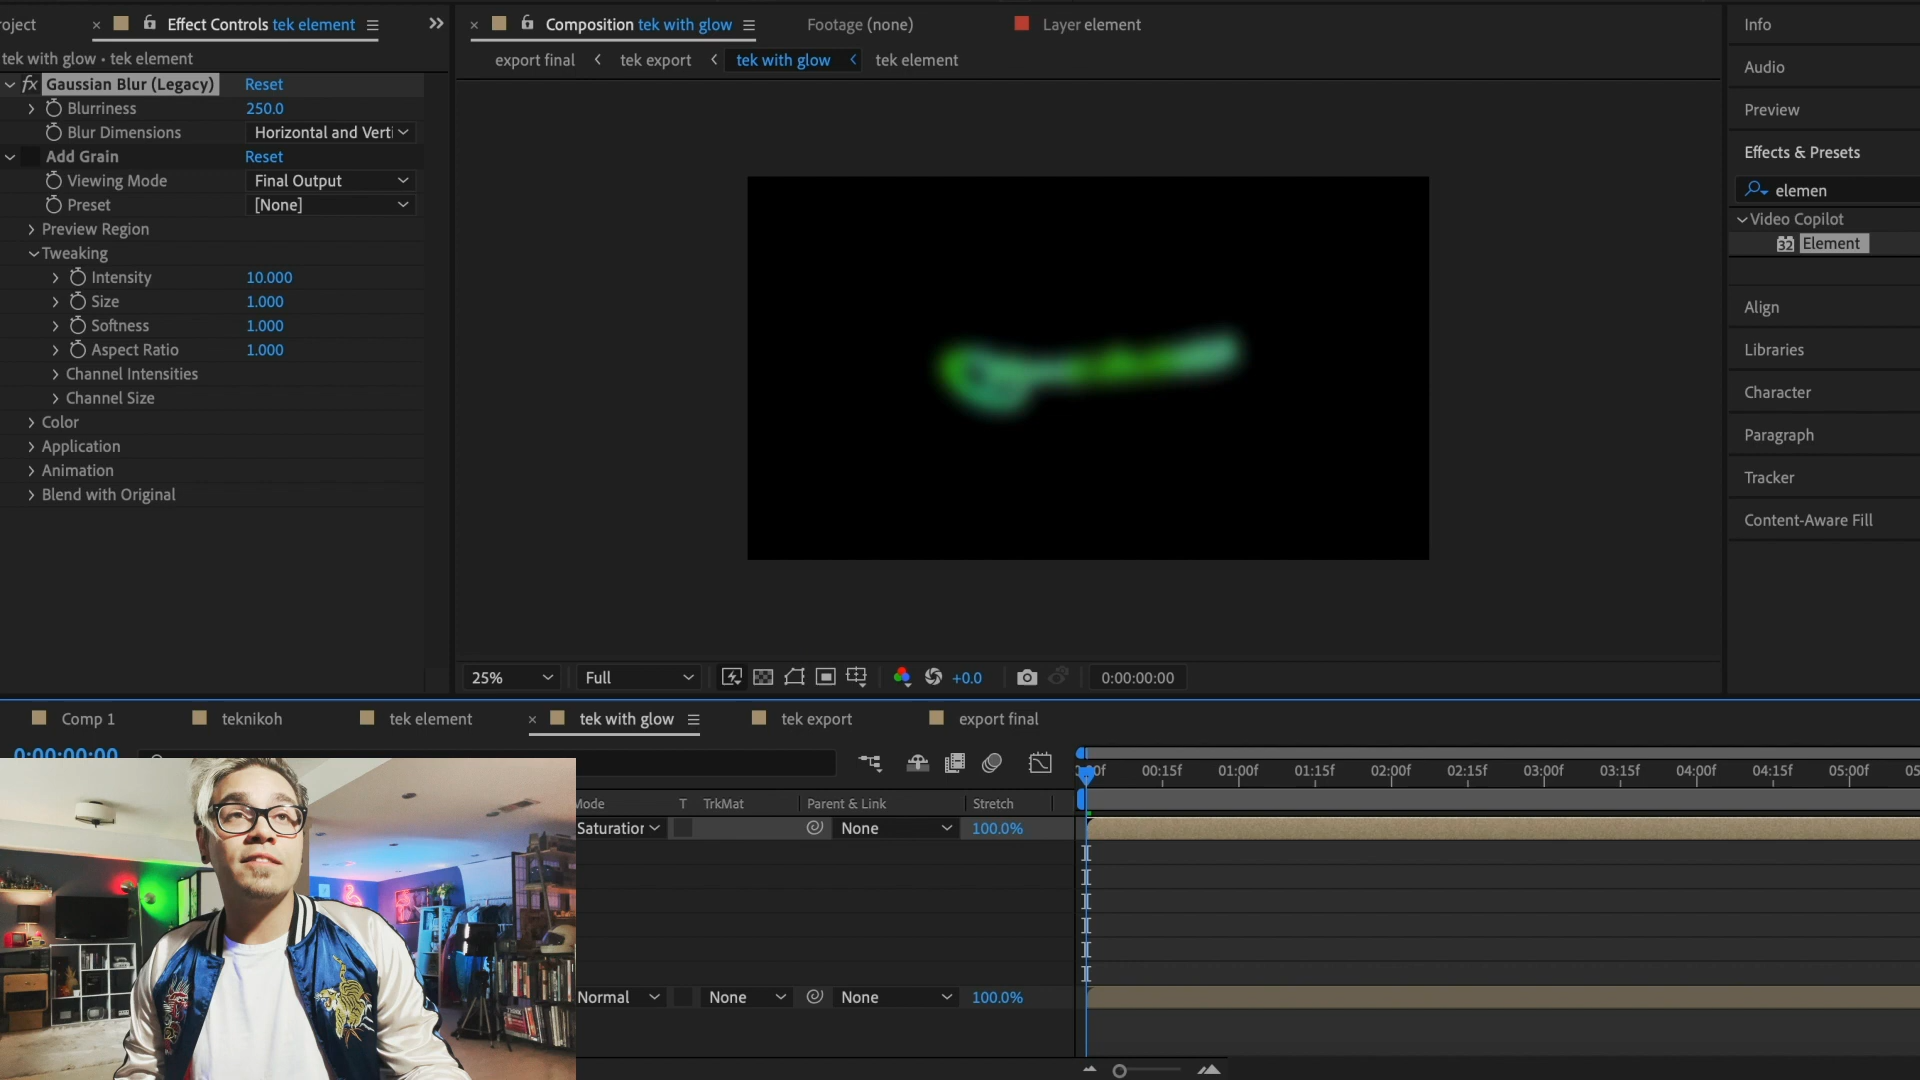 oject
Effect Controls tek element
Composition tek with glow
Footage (none)
Layer element
Info
tek with glow • tek element
export final
tek export
tek with glow
tek element
Audio
fx Gaussian Blur (Legacy) Reset
Blurriness 250.0
Preview
Blur Dimensions Horizontal and Verti
Add Grain Reset
Effects & Presets
Viewing Mode Final Output
elemen
Preset [None]
Video Copilot
Preview Region
32 Element
Tweaking
Intensity 10.000
Size 1.000
Align
Softness 1.000
Aspect Ratio 1.000
Libraries
Channel Intensities
Character
Channel Size
Color
Paragraph
Application
Animation
Tracker
Blend with Original
Content-Aware Fill
25% Full +0.0 0:00:00:00
Comp 1
teknikoh
tek element
tek with glow
tek export
export final
0:00:00:00
00:15f 01:00f 01:15f 02:00f 02:15f 03:00f 03:15f 04:00f 04:15f 05:00f 05
Mode T TrkMat Parent & Link Stretch
Saturation None 100.0%
Normal None None 100.0%